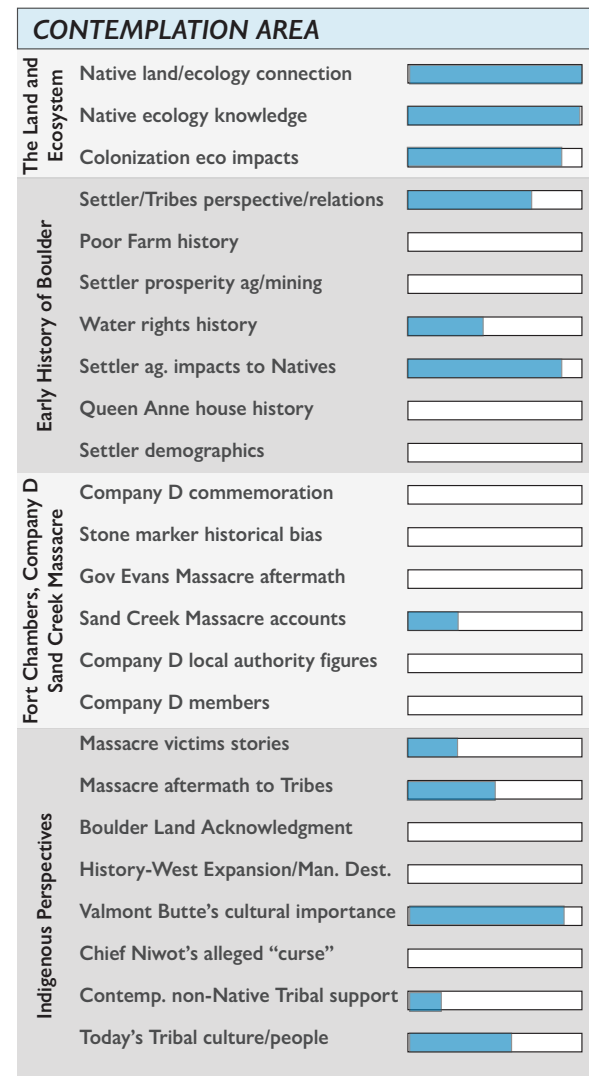 CONTEMPLATION AREA
The Land and
Ecosystem
Native land/ecology connection
Native ecology knowledge
Colonization eco impacts
Early History of Boulder
Settler/Tribes perspective/relations
Poor Farm history
Settler prosperity ag/mining
Water rights history
Settler ag. impacts to Natives
Queen Anne house history
Settler demographics
Fort Chambers, Company D
Sand Creek Massacre
Company D commemoration
Stone marker historical bias
Gov Evans Massacre aftermath
Sand Creek Massacre accounts
Company D local authority figures
Company D members
Indigenous Perspectives
Massacre victims stories
Massacre aftermath to Tribes
Boulder Land Acknowledgment
History-West Expansion/Man. Dest.
Valmont Butte’s cultural importance
Chief Niwot’s alleged “curse”
Contemp. non-Native Tribal support
Today’s Tribal culture/people